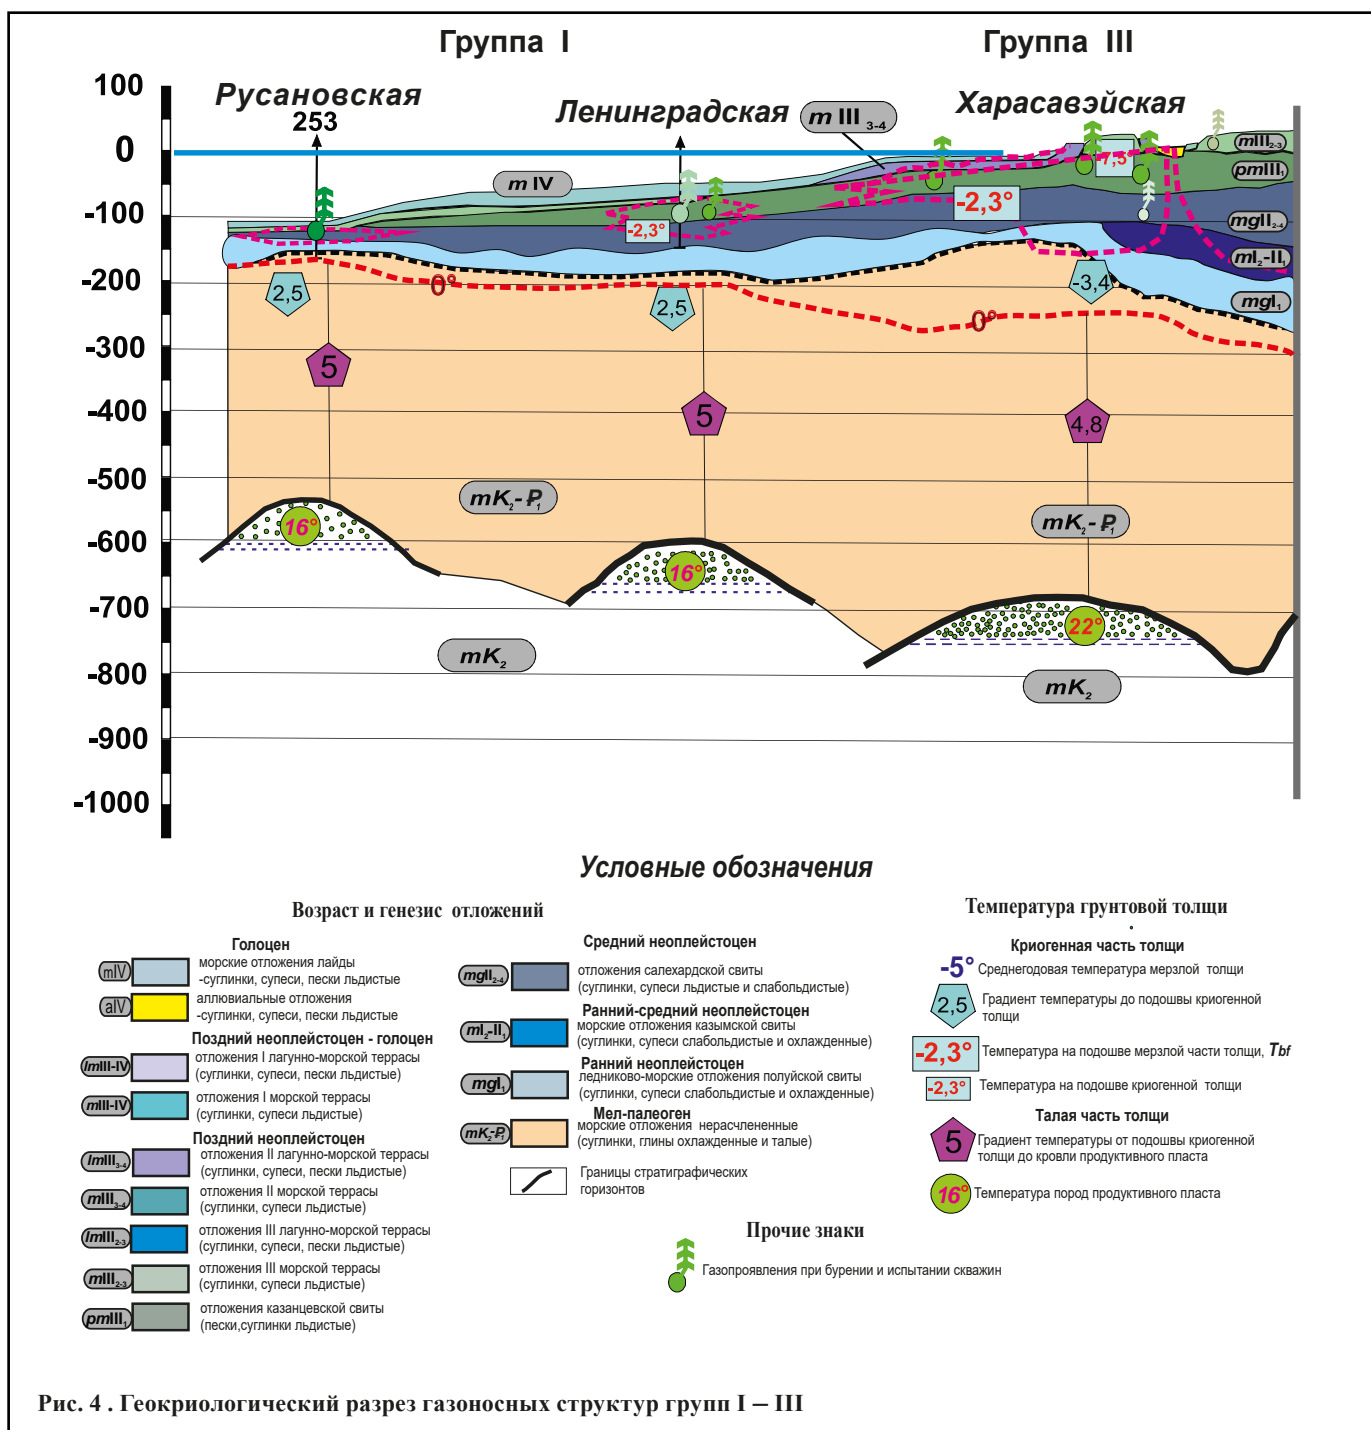 Группа I
Группа III
100
0
-100
-200
-300
-400
-500
-600
-700
-800
-900
-1000
Русановская
253
Ленинградская
Харасавэйская
m III 3-4
m IV
mIII2-3
pmIII1
mgII2-4
mI2-II1
mgI1
-2,3°
-2,3°
-7,5°
2,5
2,5
-3,4
0°
0°
5
5
4,8
mK2-P1
mK2-P1
16°
16°
22°
mK2
mK2
Условные обозначения
Возраст и генезис отложений
Голоцен
mIV
морские отложения лайды
-суглинки, супеси, пески льдистые
aIV
аллювиальные отложения
-суглинки, супеси, пески льдистые
Поздний неоплейстоцен - голоцен
lmIII-IV
отложения I лагунно-морской террасы
(суглинки, супеси, пески льдистые)
mIII-IV
отложения I морской террасы
(суглинки, супеси льдистые)
Поздний неоплейстоцен
lmIII3-4
отложения II лагунно-морской террасы
(суглинки, супеси, пески льдистые)
mIII3-4
отложения II морской террасы
(суглинки, супеси льдистые)
lmIII2-3
отложения III лагунно-морской террасы
(суглинки, супеси, пески льдистые)
mIII2-3
отложения III морской террасы
(суглинки, супеси льдистые)
pmIII1
отложения казанцевской свиты
(пески,суглинки льдистые)
Средний неоплейстоцен
mgII2-4
отложения салехардской свиты
(суглинки, супеси льдистые и слабольдистые)
Ранний-средний неоплейстоцен
mI2-II1
морские отложения казымской свиты
(суглинки, супеси слабольдистые и охлажденные)
Ранний неоплейстоцен
mgI1
ледниково-морские отложения полуйской свиты
(суглинки, супеси слабольдистые и охлажденные)
Мел-палеоген
mK2-P1
морские отложения нерасчлененные
(суглинки, глины охлажденные и талые)
Границы стратиграфических
горизонтов
Температура грунтовой толщи
Криогенная часть толщи
-5° Среднегодовая температура мерзлой толщи
2,5
Градиент температуры до подошвы криогенной
толщи
-2,3° Температура на подошве мерзлой части толщи, Tbf
-2,3° Температура на подошве криогенной толщи
Талая часть толщи
5
Градиент температуры от подошвы криогенной
толщи до кровли продуктивного пласта
16° Температура пород продуктивного пласта
Прочие знаки
Газопроявления при бурении и испытании скважин
Рис. 4 . Геокриологический разрез газоносных структур групп I – III